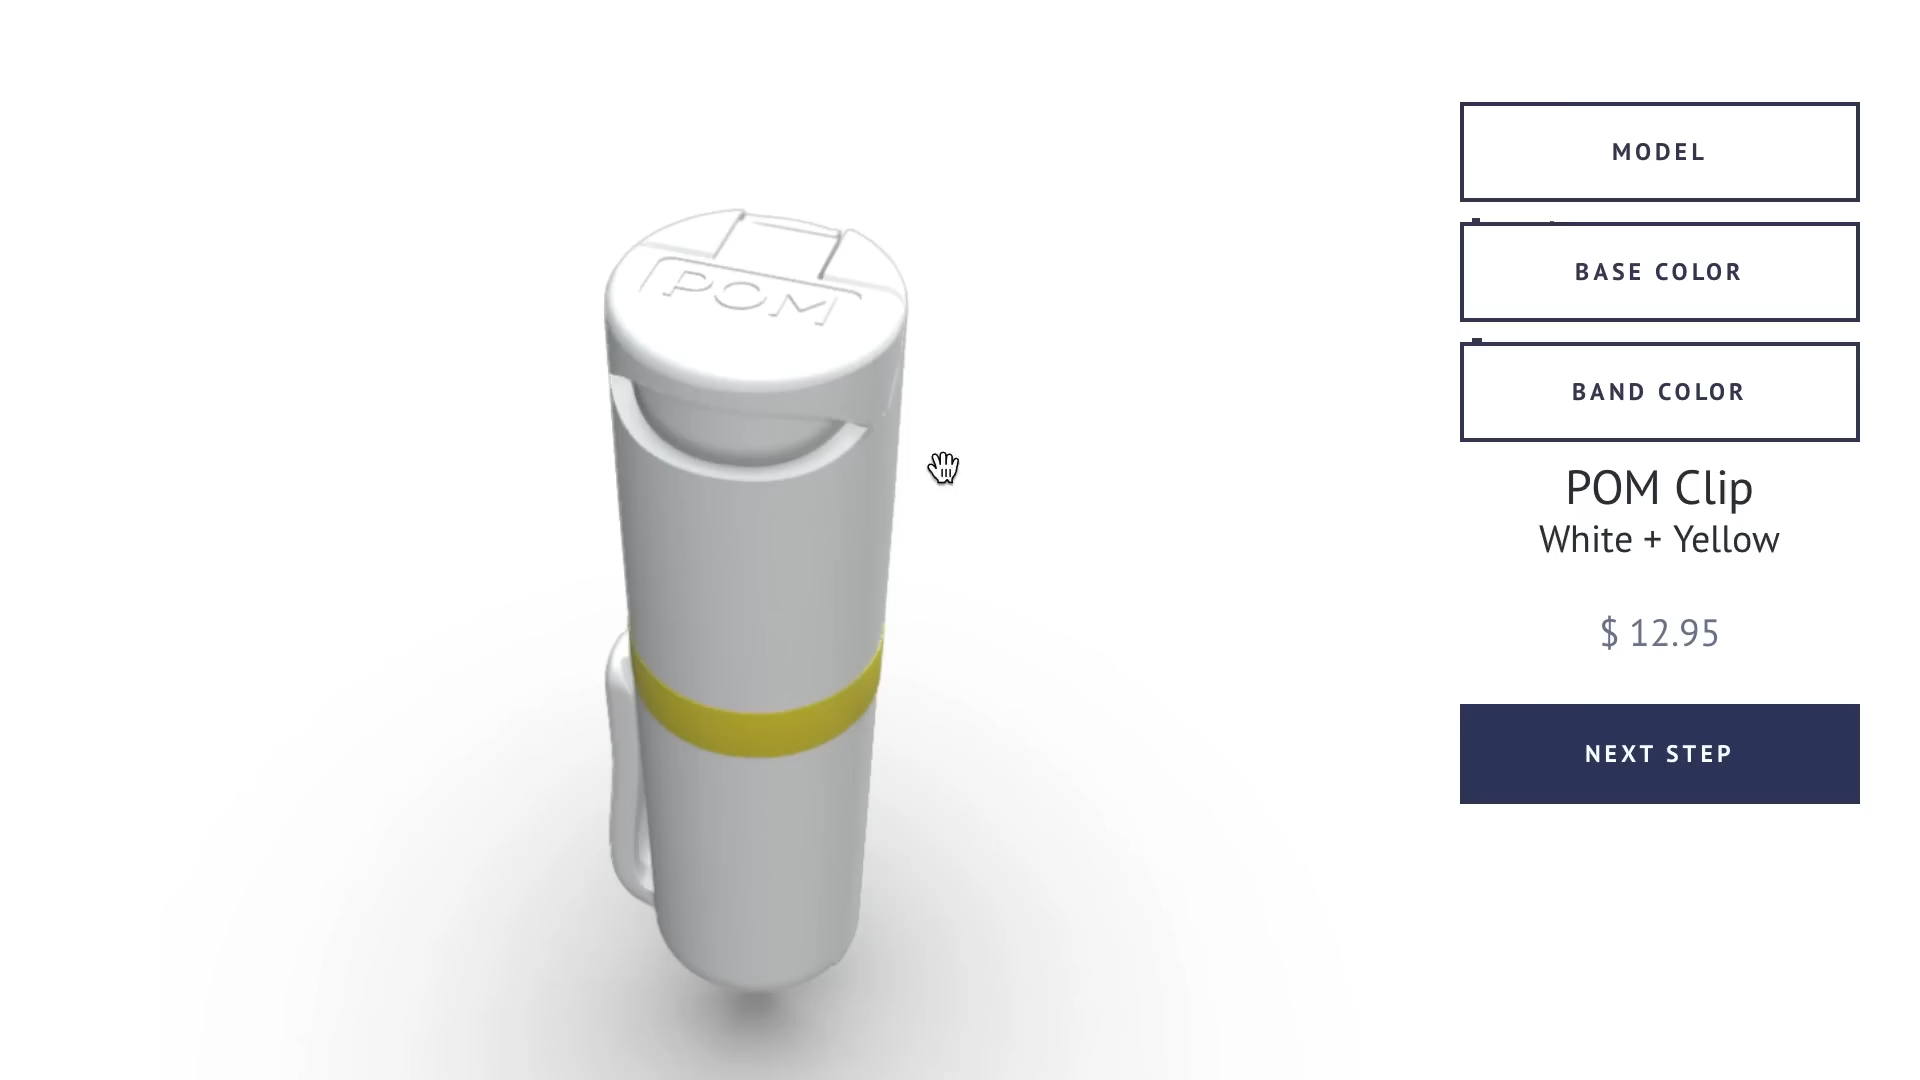 POM
MODEL
BASE COLOR
BAND COLOR
POM Clip
White + Yellow
$ 12.95
NEXT STEP